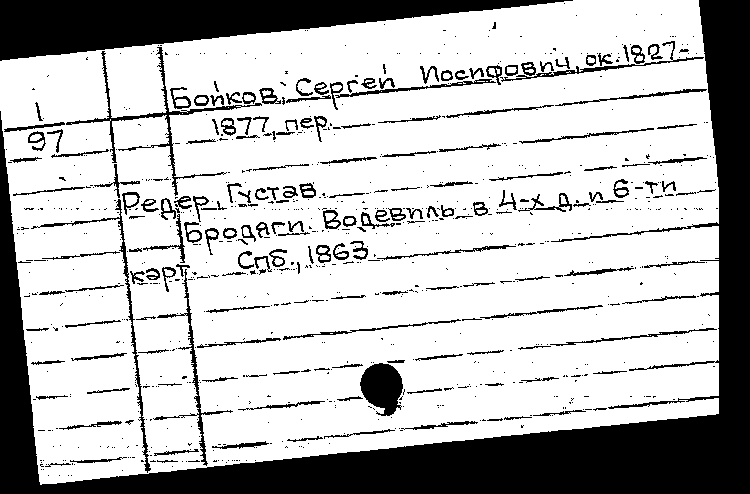 Бойков, Сергей Иосифович, ок. 1827-
1
97
1877, пер.
Редер, Густав.
Бродяги. Водевиль в 4-х д. и 6-ти
карт. Спб., 1863.